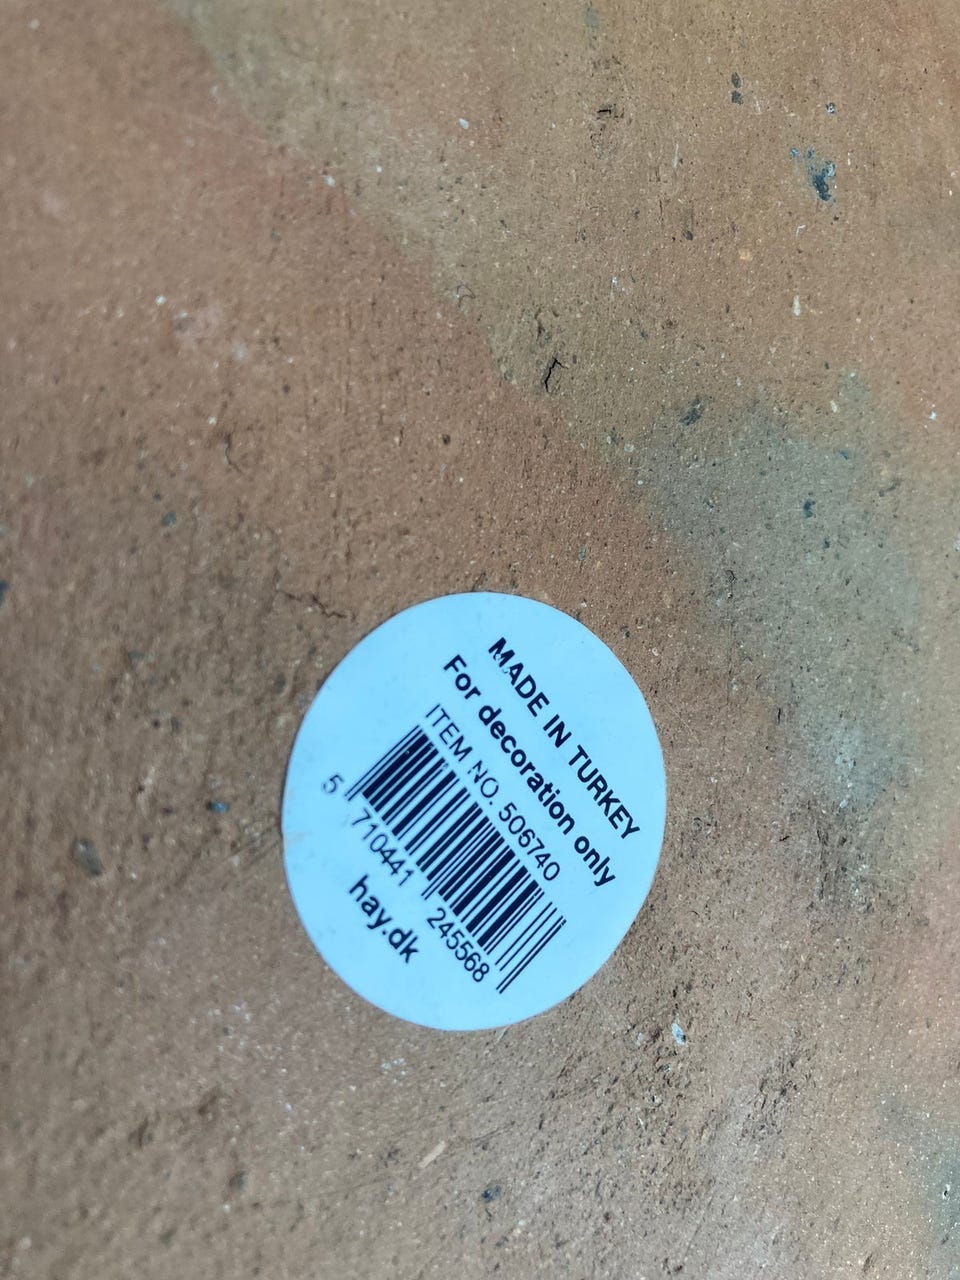 MADE IN TURKEY
For decoration only
ITEM NO. 506740
5 710441 245568
hay.dk